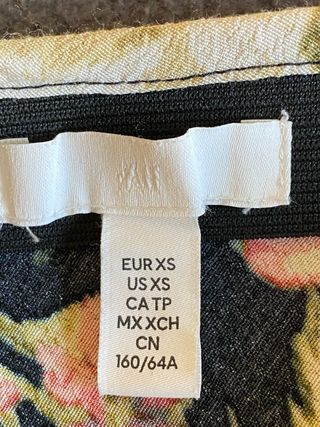 H&M
EUR XS
US XS
CA TP
MX XCH
CN
160/64A